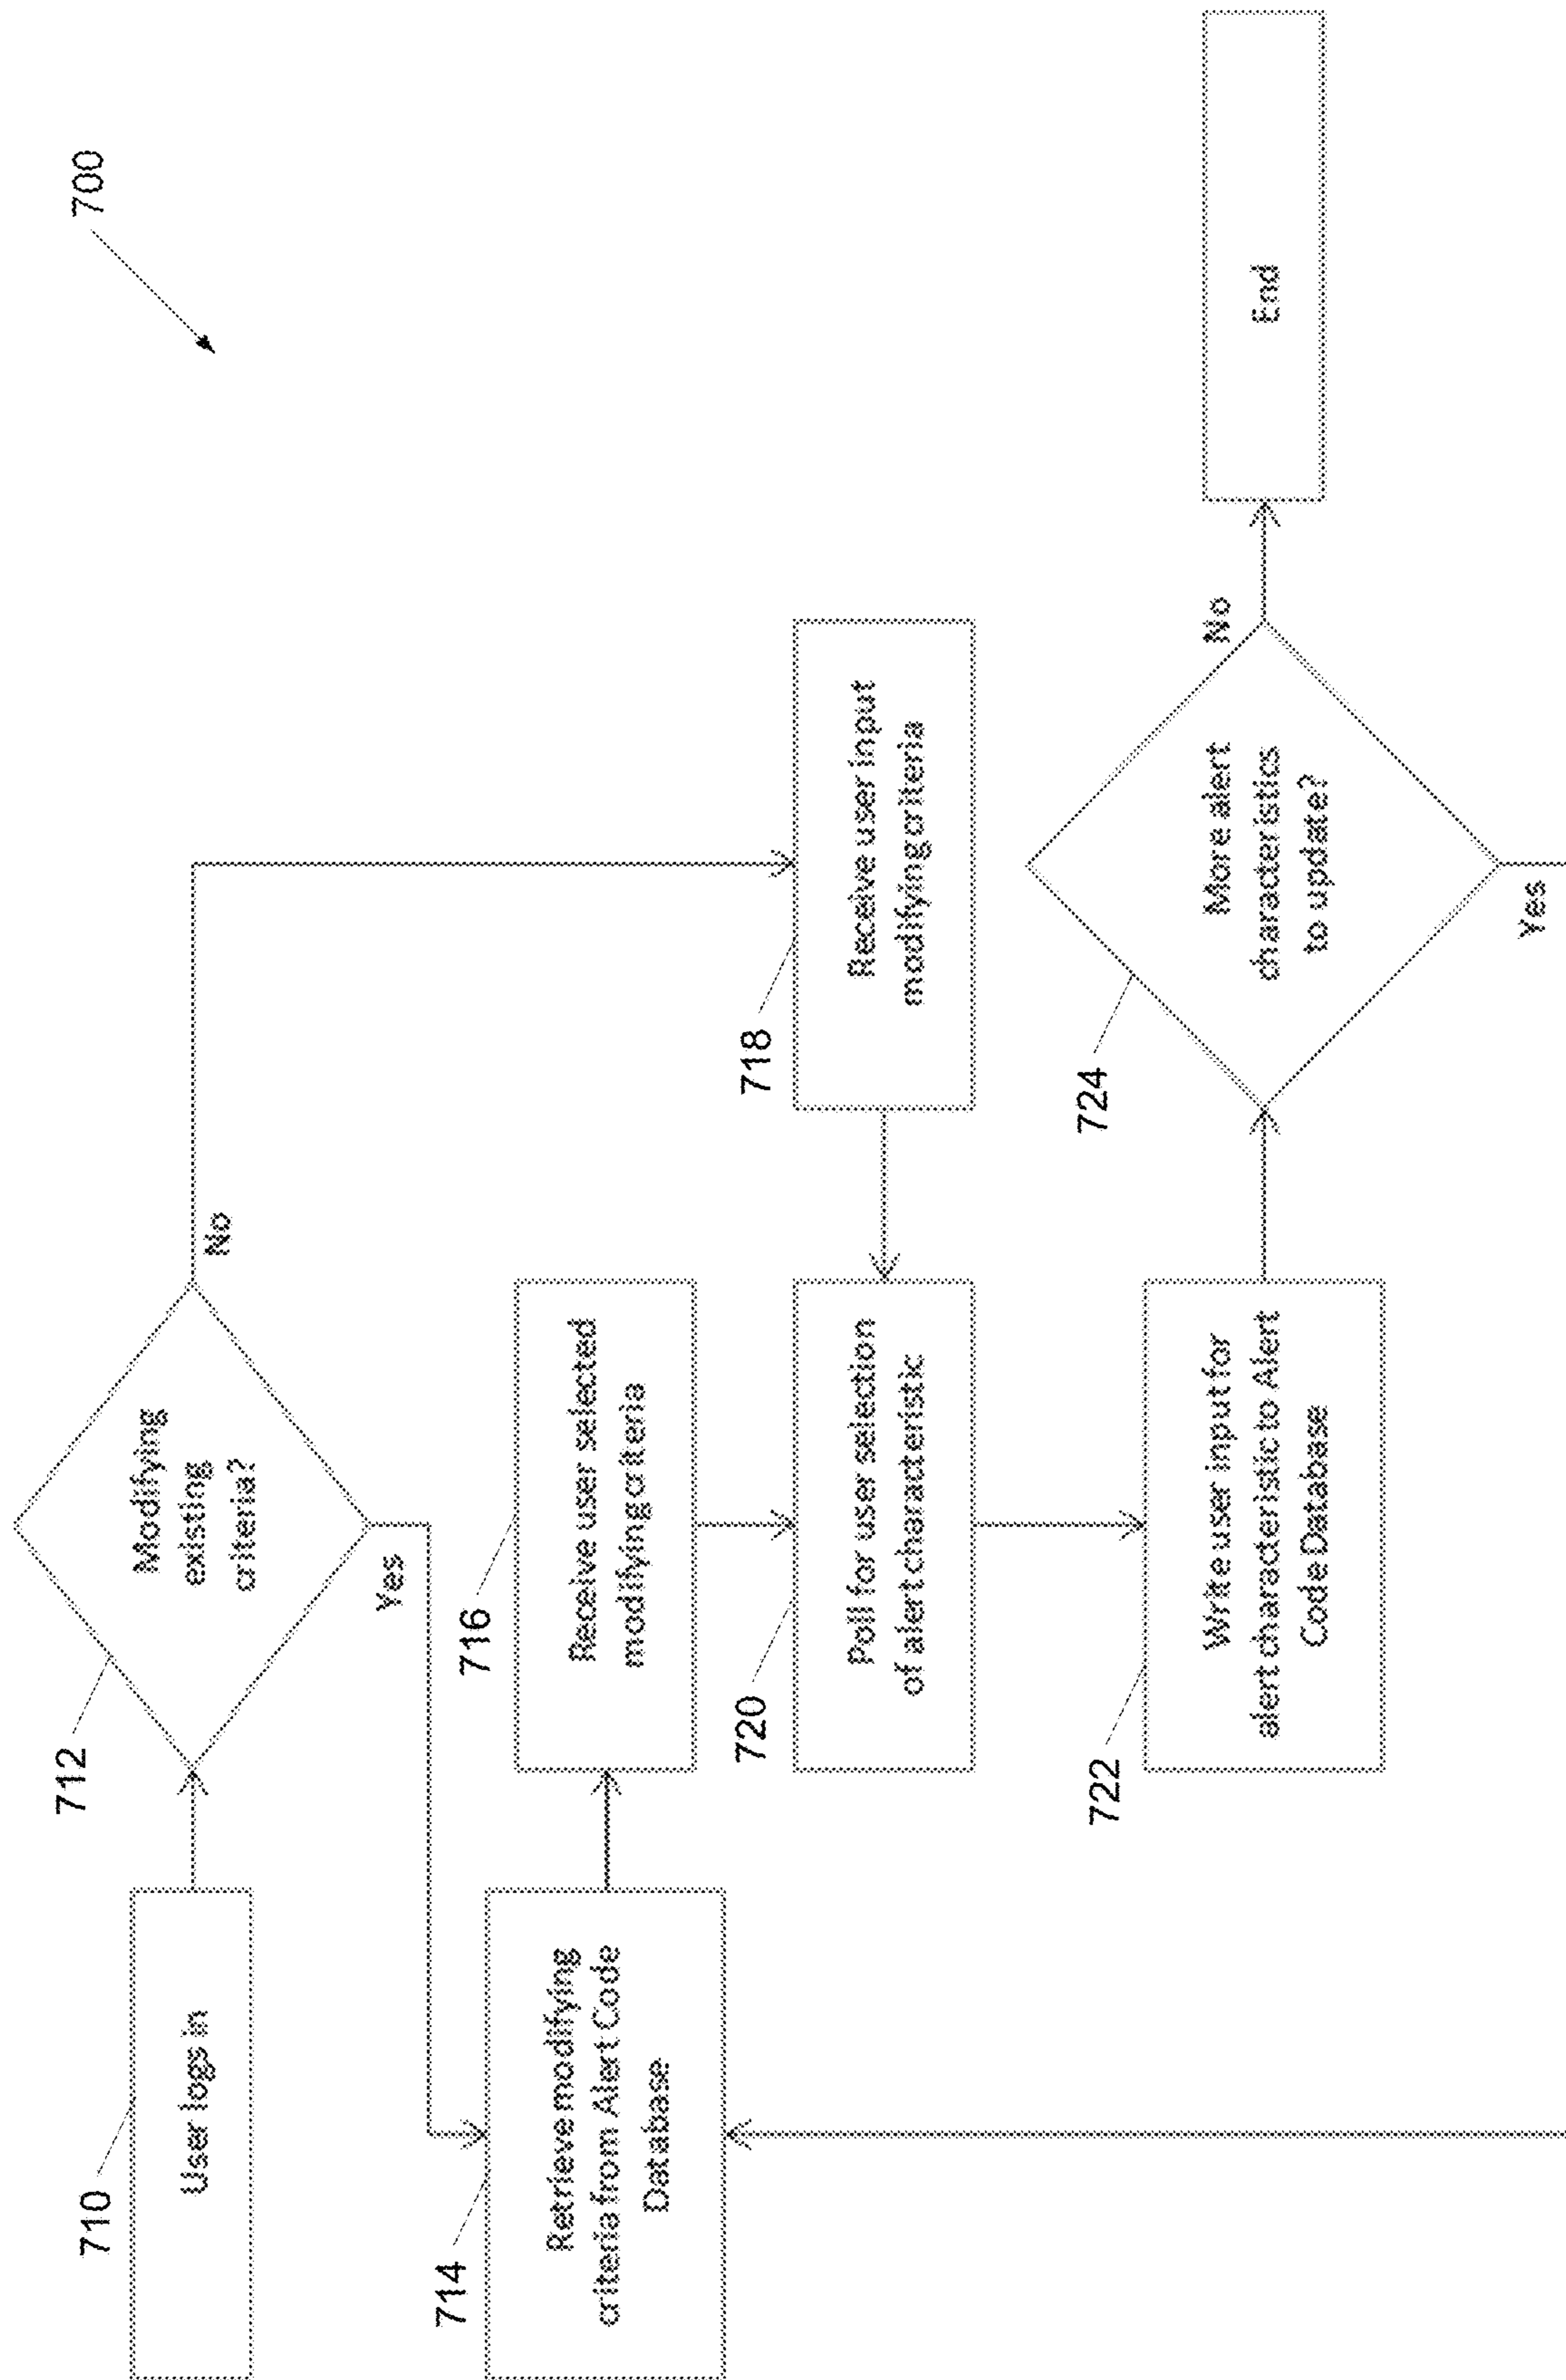 700
710
User logs in
712
Modifying
existing
criteria?
No
Yes
714
Retrieve modifying
criteria from Alert Code
Database
716
Receive user selected
modifying criteria
718
Receive user input
modifying criteria
720
Poll for user selection
of alert characteristic
722
Write user input for
alert characteristic to Alert
Code Database
724
More alert
characteristics
to update?
No
Yes
End